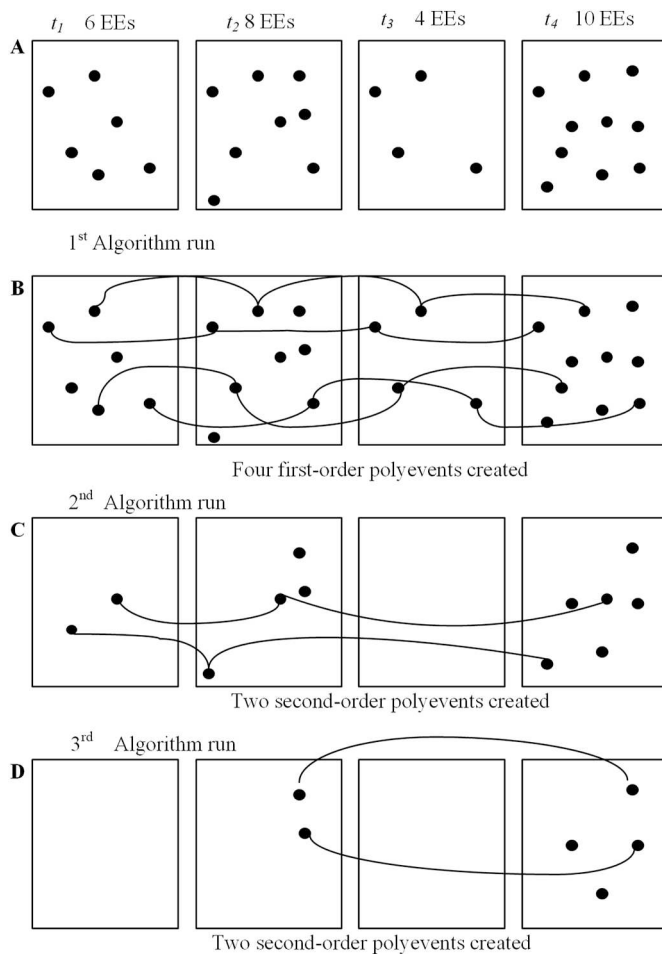 t1 6 EEs t2 8 EEs t3 4 EEs t4 10 EEs
A
1st Algorithm run
B
Four first-order polyevents created
2nd Algorithm run
C
Two second-order polyevents created
3rd Algorithm run
D
Two second-order polyevents created